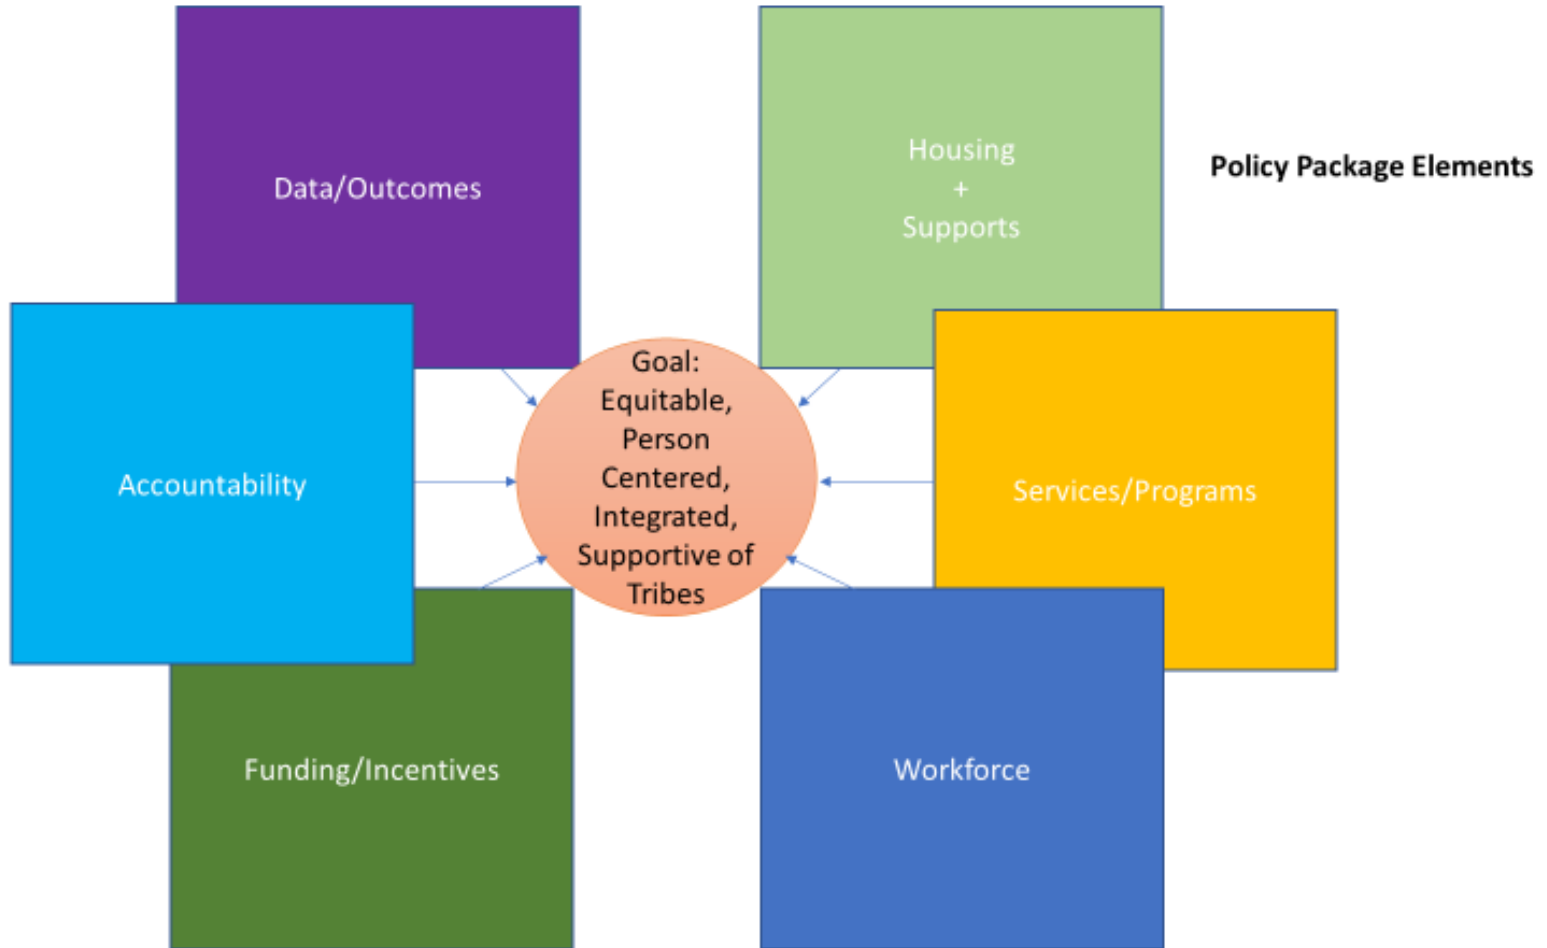 Data/Outcomes
Housing
+
Supports
Policy Package Elements
Accountability
Goal:
Equitable,
Person
Centered,
Integrated,
Supportive of
Tribes
Services/Programs
Funding/Incentives
Workforce